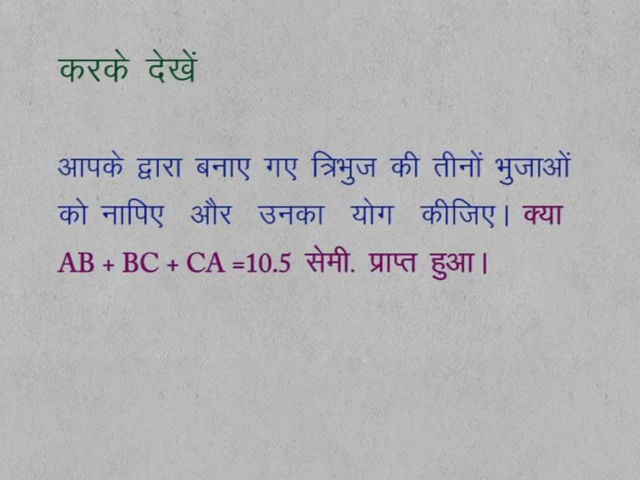 करके देखें
आपके द्वारा बनाए गए त्रिभुज की तीनों भुजाओं
को नापिए और उनका योग कीजिए। क्या
AB + BC + CA =10.5 सेमी. प्राप्त हुआ।